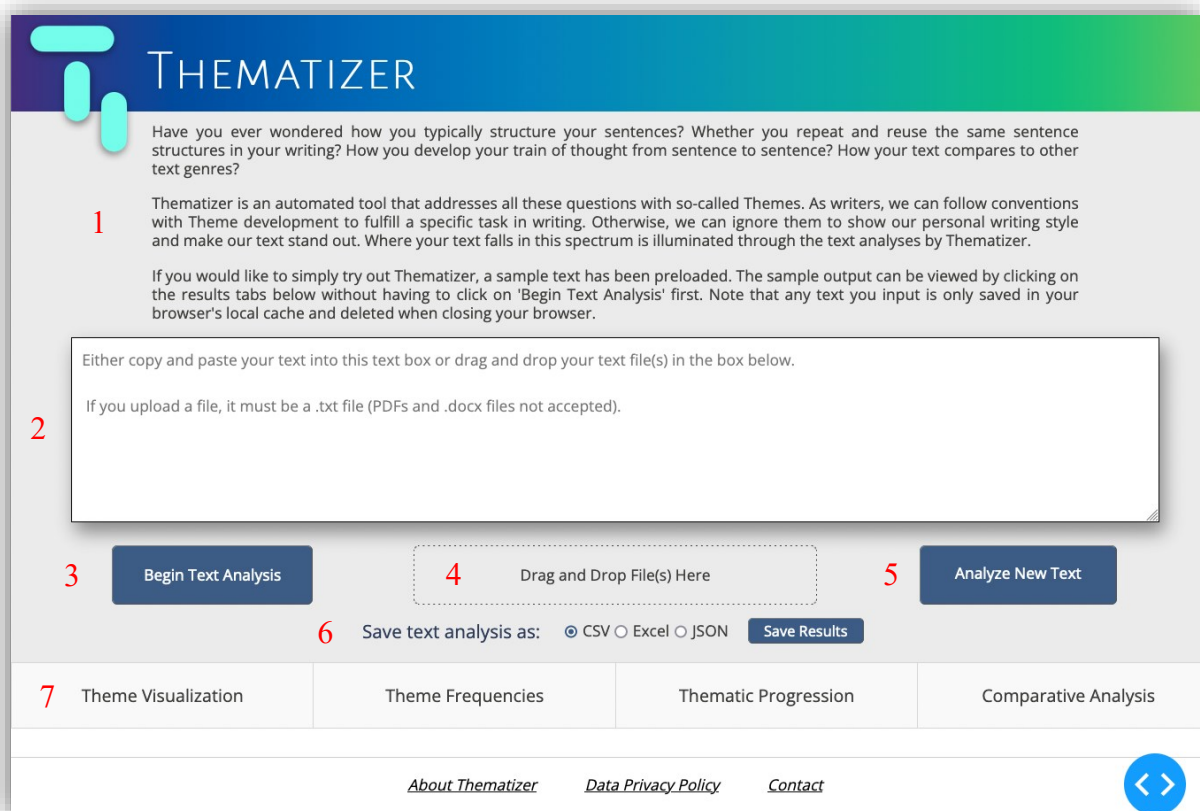 THEMATIZER
Have you ever wondered how you typically structure your sentences? Whether you repeat and reuse the same sentence
structures in your writing? How you develop your train of thought from sentence to sentence? How your text compares to other
text genres?
1
Thematizer is an automated tool that addresses all these questions with so-called Themes. As writers, we can follow conventions
with Theme development to fulfill a specific task in writing. Otherwise, we can ignore them to show our personal writing style
and make our text stand out. Where your text falls in this spectrum is illuminated through the text analyses by Thematizer.
If you would like to simply try out Thematizer, a sample text has been preloaded. The sample output can be viewed by clicking on
the results tabs below without having to click on 'Begin Text Analysis' first. Note that any text you input is only saved in your
browser's local cache and deleted when closing your browser.
2
Either copy and paste your text into this text box or drag and drop your text file(s) in the box below.
If you upload a file, it must be a .txt file (PDFs and .docx files not accepted).
3 Begin Text Analysis 4 Drag and Drop File(s) Here 5 Analyze New Text
6 Save text analysis as: CSV Excel JSON Save Results
7 Theme Visualization Theme Frequencies Thematic Progression Comparative Analysis
About Thematizer Data Privacy Policy Contact